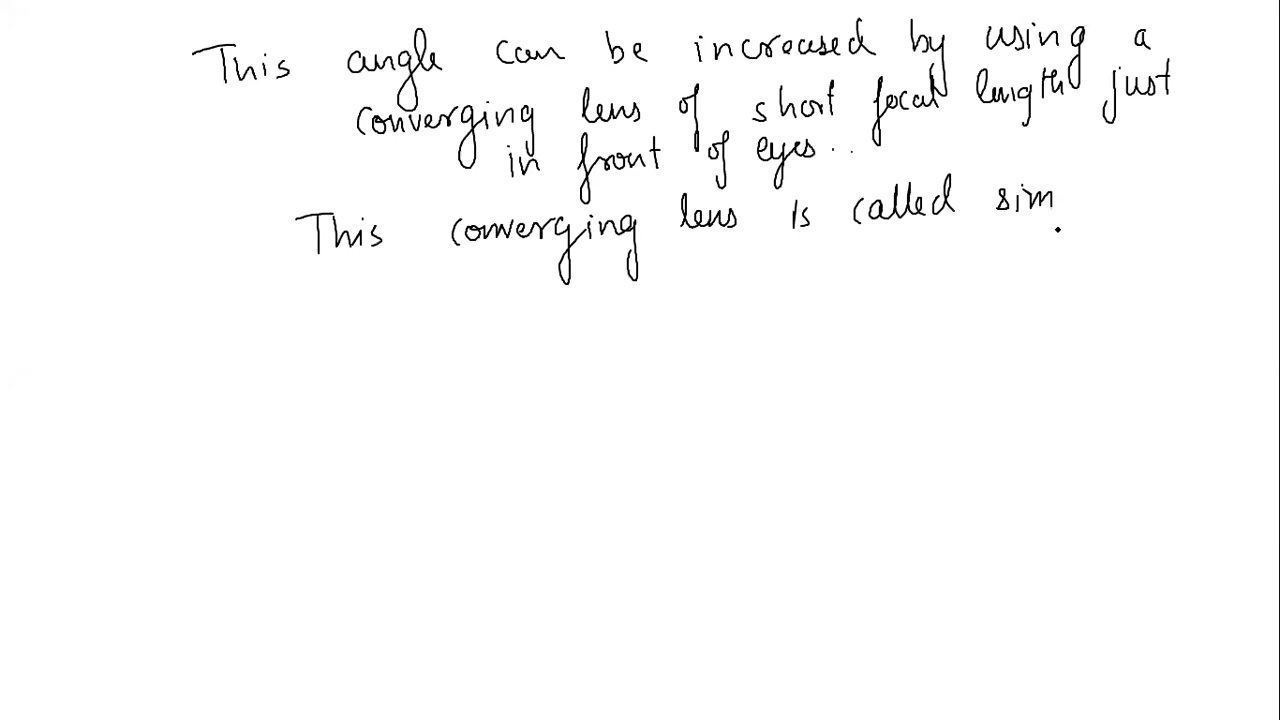 This angle can be increased by using a
converging lens of short focal length just
in front of eyes..
This converging lens is called sim